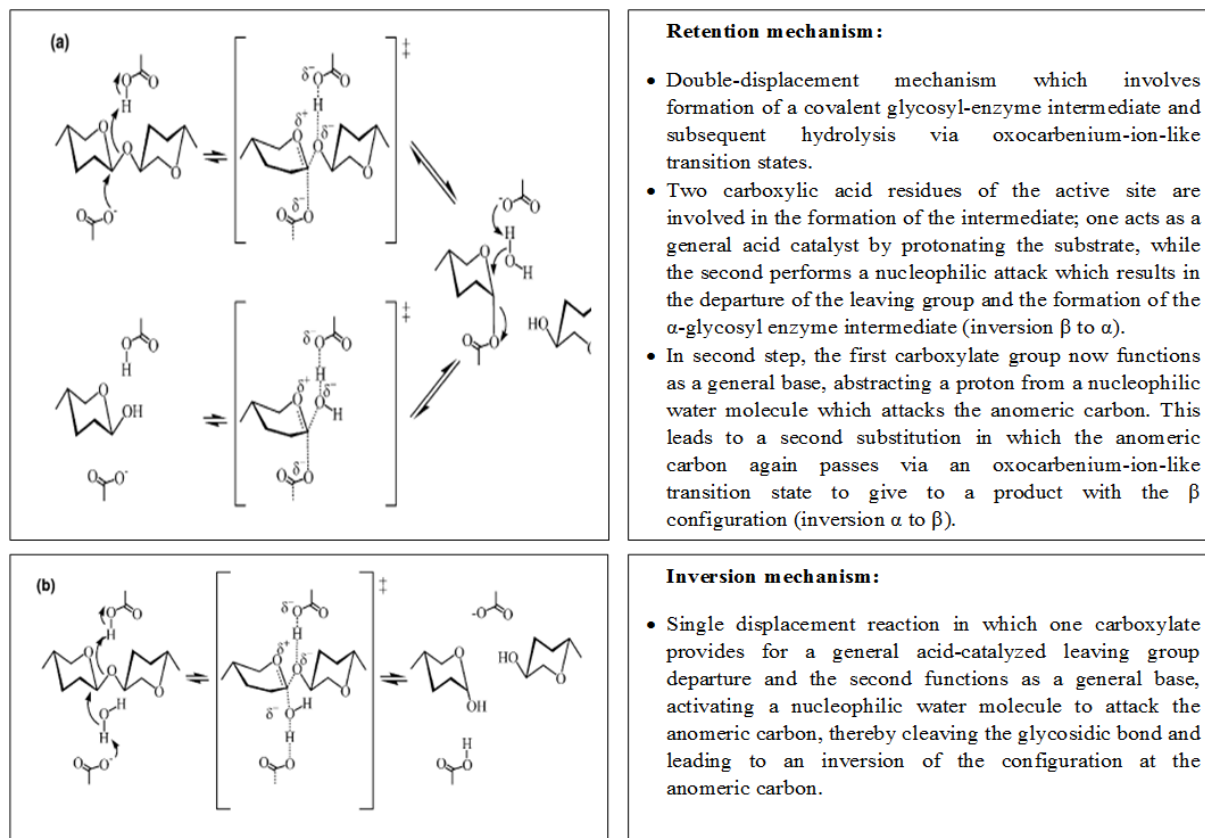 (a)
O
O
H
O
O
O
O
O
-
‡
δ-
O
O
H
δ+
O
δ-
O
O
δ-
O
O
-O
O
H
O
H
O
O
O
HO
O
H
O
O
OH
O
O-
‡
δ-
O
O
H
δ+
O
δ-
O
H
δ-
O
O
Retention mechanism:
• Double-displacement mechanism which involves
formation of a covalent glycosyl-enzyme intermediate and
subsequent hydrolysis via oxocarbenium-ion-like
transition states.
• Two carboxylic acid residues of the active site are
involved in the formation of the intermediate; one acts as a
general acid catalyst by protonating the substrate, while
the second performs a nucleophilic attack which results in
the departure of the leaving group and the formation of the
α-glycosyl enzyme intermediate (inversion β to α).
• In second step, the first carboxylate group now functions
as a general base, abstracting a proton from a nucleophilic
water molecule which attacks the anomeric carbon. This
leads to a second substitution in which the anomeric
carbon again passes via an oxocarbenium-ion-like
transition state to give to a product with the β
configuration (inversion α to β).
(b)
O
O
H
O
O
O
O
H
H
O
O-
‡
δ-
O
O
H
δ+
O
δ-
O
O
δ-
O
H
H
O
O
-O
O
O
OH
HO
O
H
O
O
Inversion mechanism:
• Single displacement reaction in which one carboxylate
provides for a general acid-catalyzed leaving group
departure and the second functions as a general base,
activating a nucleophilic water molecule to attack the
anomeric carbon, thereby cleaving the glycosidic bond and
leading to an inversion of the configuration at the
anomeric carbon.